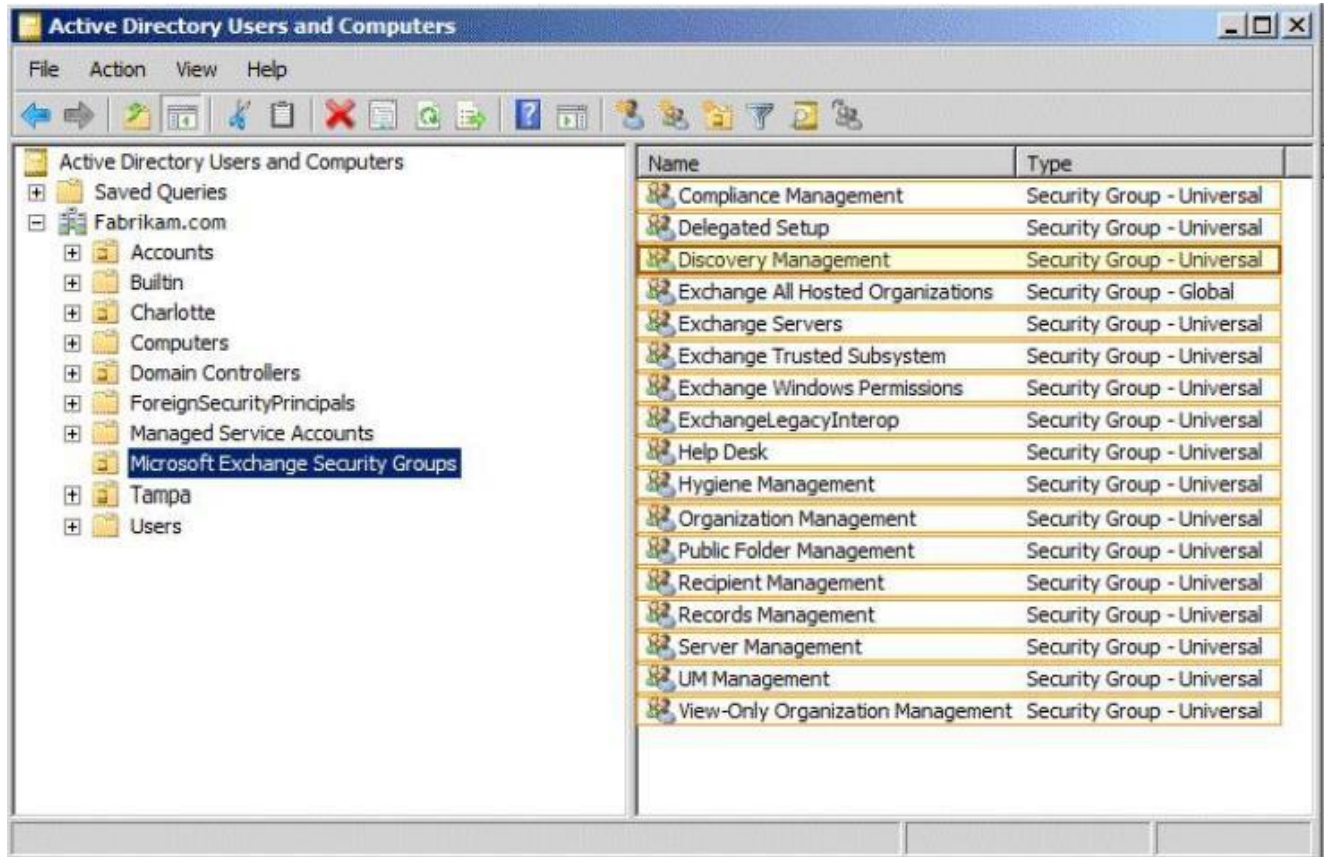 Active Directory Users and Computers
File Action View Help
Active Directory Users and Computers
Saved Queries
Fabrikam.com
Accounts
Builtin
Charlotte
Computers
Domain Controllers
ForeignSecurityPrincipals
Managed Service Accounts
Microsoft Exchange Security Groups
Tampa
Users
Name Type
Compliance Management Security Group - Universal
Delegated Setup Security Group - Universal
Discovery Management Security Group - Universal
Exchange All Hosted Organizations Security Group - Global
Exchange Servers Security Group - Universal
Exchange Trusted Subsystem Security Group - Universal
Exchange Windows Permissions Security Group - Universal
ExchangeLegacyInterop Security Group - Universal
Help Desk Security Group - Universal
Hygiene Management Security Group - Universal
Organization Management Security Group - Universal
Public Folder Management Security Group - Universal
Recipient Management Security Group - Universal
Records Management Security Group - Universal
Server Management Security Group - Universal
UM Management Security Group - Universal
View-Only Organization Management Security Group - Universal